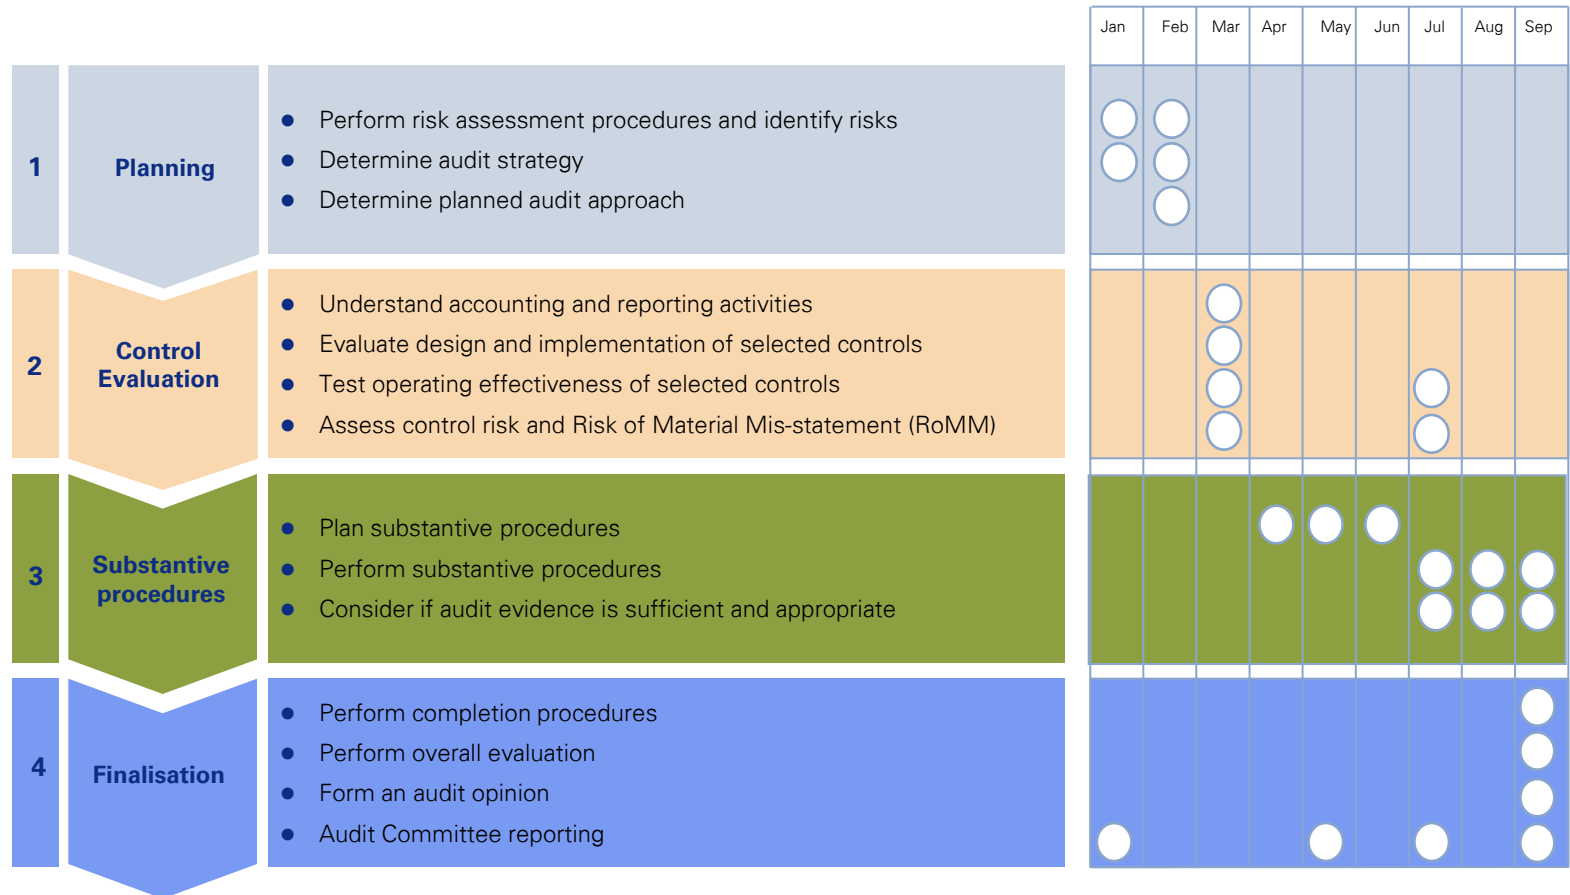 Jan Feb Mar Apr May Jun Jul Aug Sep
1
Planning
Perform risk assessment procedures and identify risks
Determine audit strategy
Determine planned audit approach
2
Control
Evaluation
Understand accounting and reporting activities
Evaluate design and implementation of selected controls
Test operating effectiveness of selected controls
Assess control risk and Risk of Material Mis-statement (RoMM)
3
Substantive
procedures
Plan substantive procedures
Perform substantive procedures
Consider if audit evidence is sufficient and appropriate
4
Finalisation
Perform completion procedures
Perform overall evaluation
Form an audit opinion
Audit Committee reporting